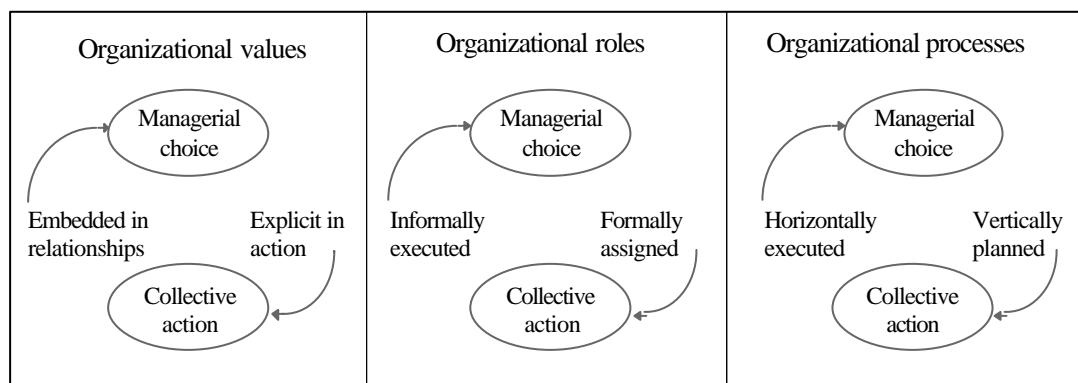 Organizational values
Managerial
choice
Embedded in
relationships
Explicit in
action
Collective
action
Organizational roles
Managerial
choice
Informally
executed
Formally
assigned
Collective
action
Organizational processes
Managerial
choice
Horizontally
executed
Vertically
planned
Collective
action